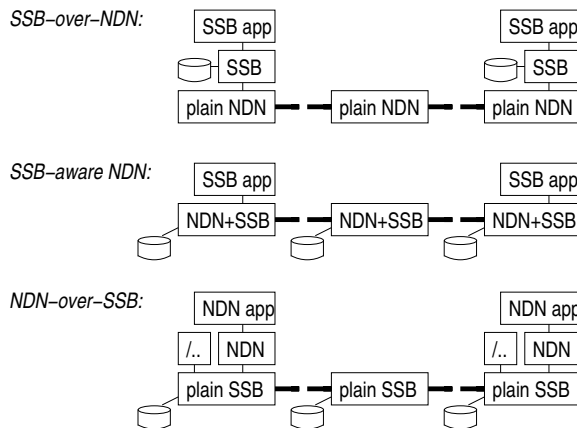 SSB–over–NDN:
SSB app SSB app
SSB SSB
plain NDN plain NDN plain NDN
SSB–aware NDN:
SSB app SSB app
NDN+SSB NDN+SSB NDN+SSB
NDN–over–SSB:
NDN app NDN app
/.. NDN /.. NDN
plain SSB plain SSB plain SSB